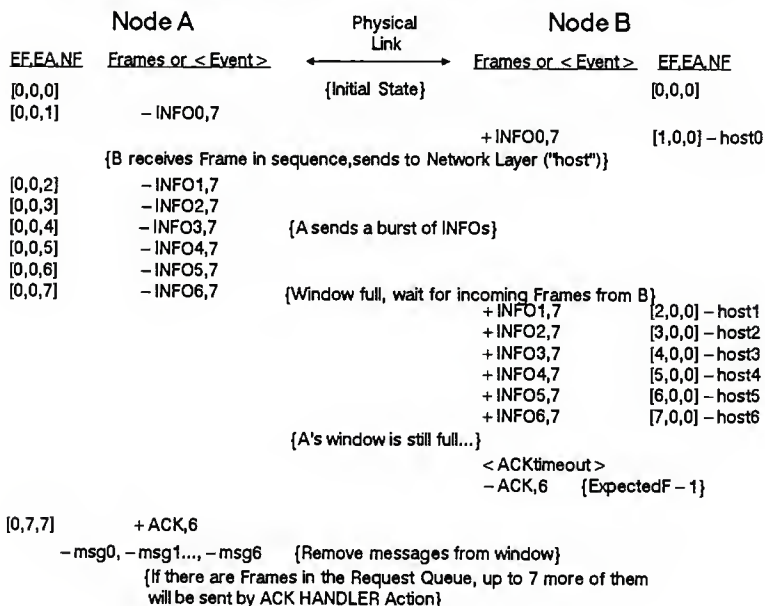 Node A Physical Link Node B
EF,EA,NF Frames or <Event> Frames or <Event> EF,EA,NF
[0,0,0] {Initial State} [0,0,0]
[0,0,1] – INFO0,7
+ INFO0,7 [1,0,0] – host0
{B receives Frame in sequence,sends to Network Layer ("host")}
[0,0,2] – INFO1,7
[0,0,3] – INFO2,7
[0,0,4] – INFO3,7 {A sends a burst of INFOs}
[0,0,5] – INFO4,7
[0,0,6] – INFO5,7
[0,0,7] – INFO6,7 {Window full, wait for incoming Frames from B}
+ INFO1,7 [2,0,0] – host1
+ INFO2,7 [3,0,0] – host2
+ INFO3,7 [4,0,0] – host3
+ INFO4,7 [5,0,0] – host4
+ INFO5,7 [6,0,0] – host5
+ INFO6,7 [7,0,0] – host6
{A's window is still full...}
<ACKtimeout>
– ACK,6 {ExpectedF – 1}
[0,7,7] + ACK,6
– msg0, – msg1..., – msg6 {Remove messages from window}
{If there are Frames in the Request Queue, up to 7 more of them
will be sent by ACK HANDLER Action}